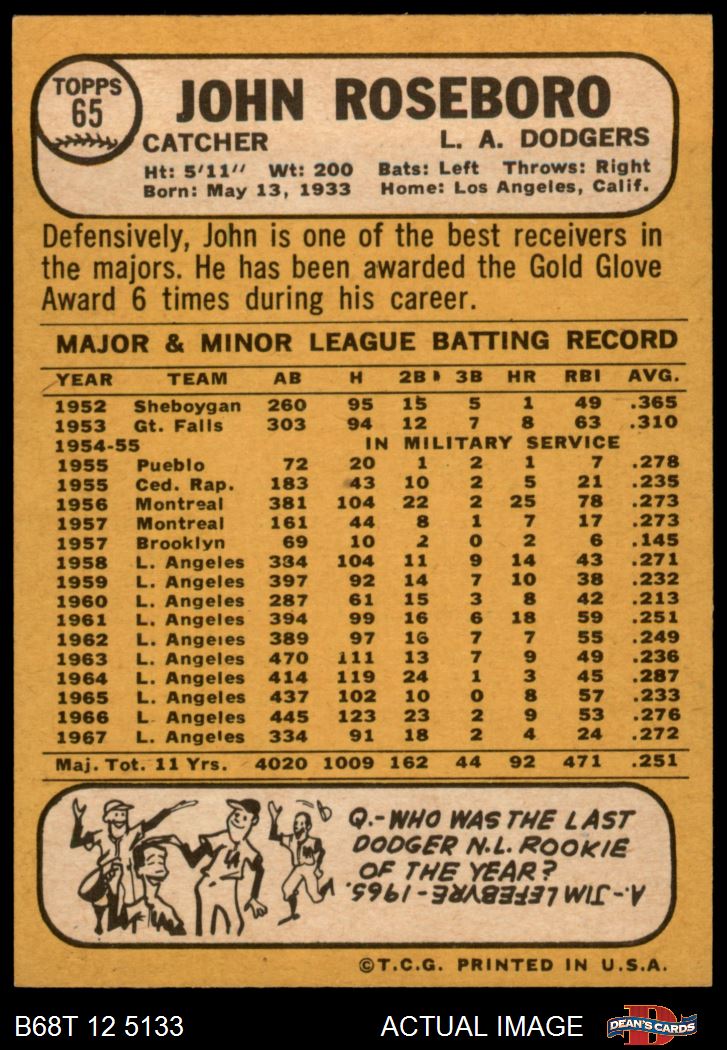 TOPPS
65
JOHN ROSEBORO
CATCHER L. A. DODGERS
Ht: 5'11" Wt: 200 Bats: Left Throws: Right
Born: May 13, 1933 Home: Los Angeles, Calif.
Defensively, John is one of the best receivers in
the majors. He has been awarded the Gold Glove
Award 6 times during his career.
MAJOR & MINOR LEAGUE BATTING RECORD
YEAR TEAM AB H 2B 3B HR RBI AVG.
1952 Sheboygan 260 95 15 5 1 49 .365
1953 Gt. Falls 303 94 12 7 8 63 .310
1954-55 IN MILITARY SERVICE
1955 Pueblo 72 20 1 2 1 7 .278
1955 Ced. Rap. 183 43 10 2 5 21 .235
1956 Montreal 381 104 22 2 25 78 .273
1957 Montreal 161 44 8 1 7 17 .273
1957 Brooklyn 69 10 2 0 2 6 .145
1958 L. Angeles 384 104 11 9 14 43 .271
1959 L. Angeles 397 92 14 7 10 38 .232
1960 L. Angeles 287 61 15 3 8 42 .213
1961 L. Angeles 394 99 16 6 18 59 .251
1962 L. Angeles 389 97 16 7 7 55 .249
1963 L. Angeles 470 111 13 7 9 49 .236
1964 L. Angeles 414 119 24 1 3 45 .287
1965 L. Angeles 437 102 10 0 8 57 .233
1966 L. Angeles 445 123 23 2 9 53 .276
1967 L. Angeles 334 91 18 2 4 24 .272
Maj. Tot. 11 Yrs. 4020 1009 162 44 92 471 .251
Q.-WHO WAS THE LAST
DODGER N.L. ROOKIE
OF THE YEAR?
A.-JIM LEFEBVRE-1965.
©T.C.G. PRINTED IN U.S.A.
B68T 12 5133 ACTUAL IMAGE DEAN'S CARDS